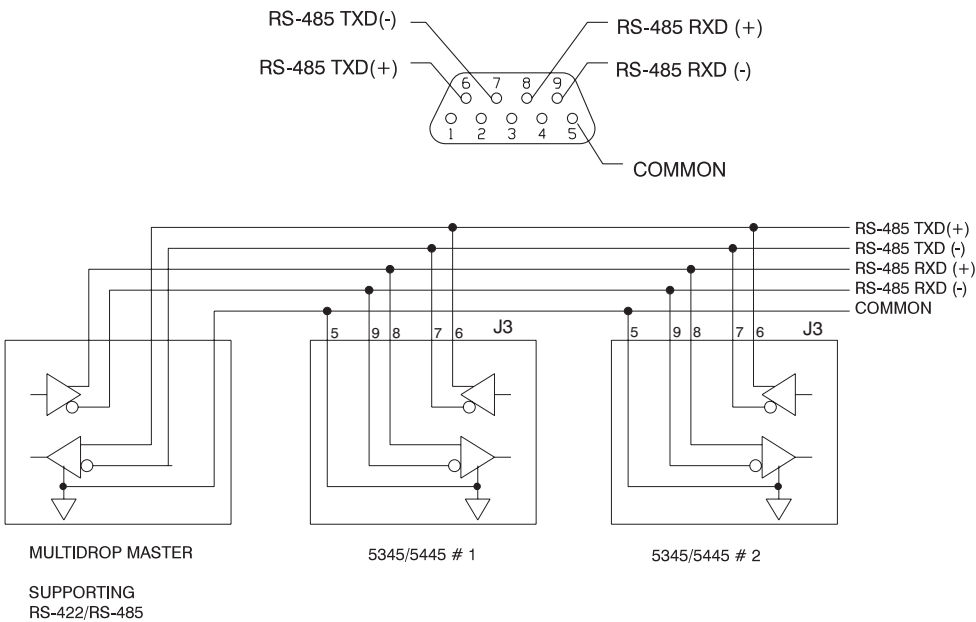 RS-485 TXD(-)
RS-485 RXD (+)
RS-485 TXD(+)
RS-485 RXD (-)
6 7 8 9
1 2 3 4 5
COMMON
RS-485 TXD(+)
RS-485 TXD (-)
RS-485 RXD (+)
RS-485 RXD (-)
COMMON
5 9 8 7 6 J3
5 9 8 7 6 J3
MULTIDROP MASTER
5345/5445 # 1
5345/5445 # 2
SUPPORTING
RS-422/RS-485